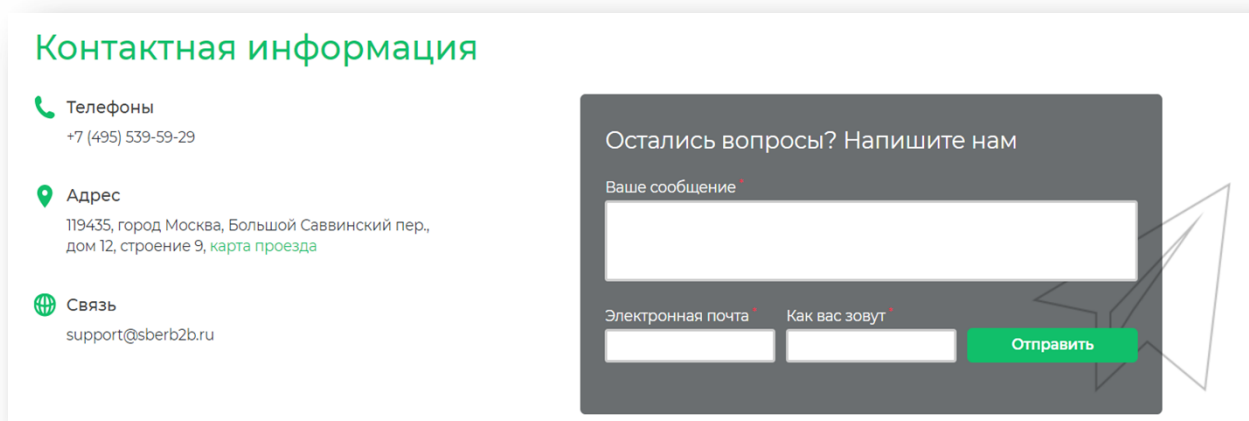 Контактная информация
Телефоны
+7 (495) 539-59-29
Адрес
119435, город Москва, Большой Саввинский пер.,
дом 12, строение 9, карта проезда
Связь
support@sberb2b.ru
Остались вопросы? Напишите нам
Ваше сообщение *
Электронная почта * Как вас зовут *
Отправить